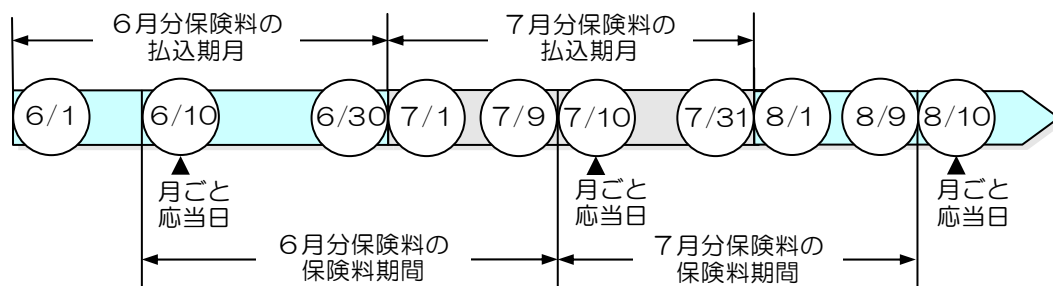 6月分保険料の
払込期月
7月分保険料の
払込期月
6/1
6/10
6/30
7/1
7/9
7/10
7/31
8/1
8/9
8/10
月ごと
応当日
月ごと
応当日
月ごと
応当日
6月分保険料の
保険料期間
7月分保険料の
保険料期間